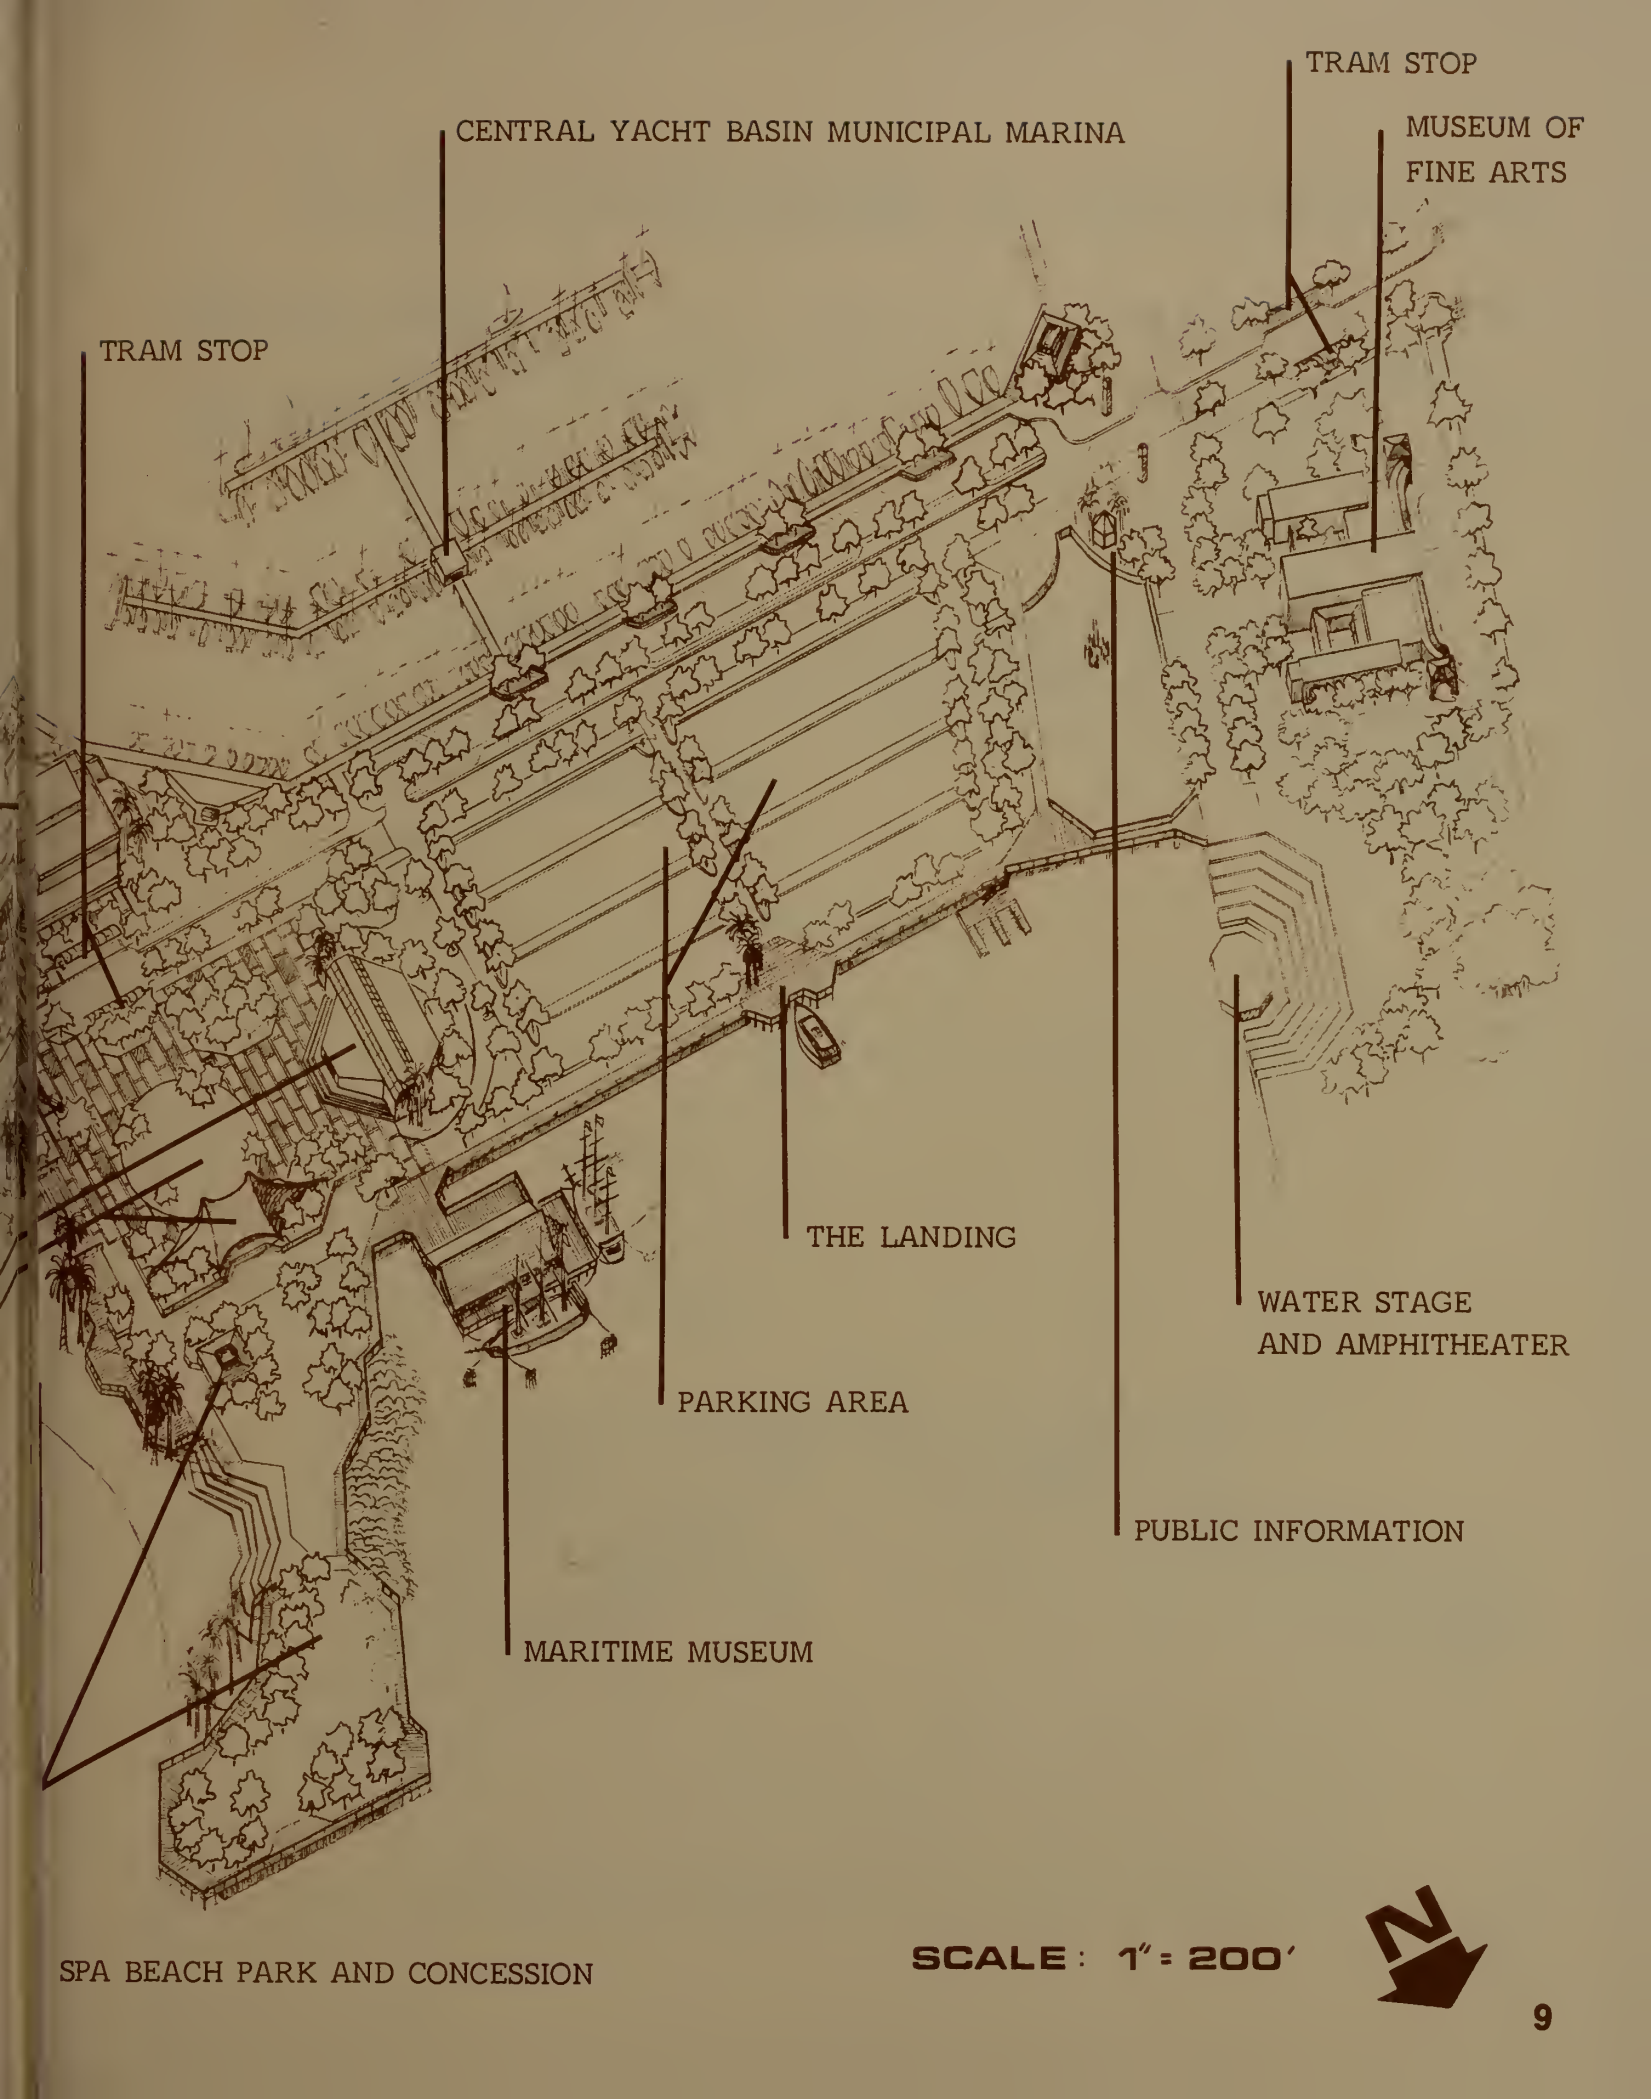 TRAM STOP
CENTRAL YACHT BASIN MUNICIPAL MARINA
MUSEUM OF
FINE ARTS
TRAM STOP
THE LANDING
WATER STAGE
AND AMPHITHEATER
PARKING AREA
PUBLIC INFORMATION
MARITIME MUSEUM
SPA BEACH PARK AND CONCESSION
SCALE: 1"= 200'
N
9